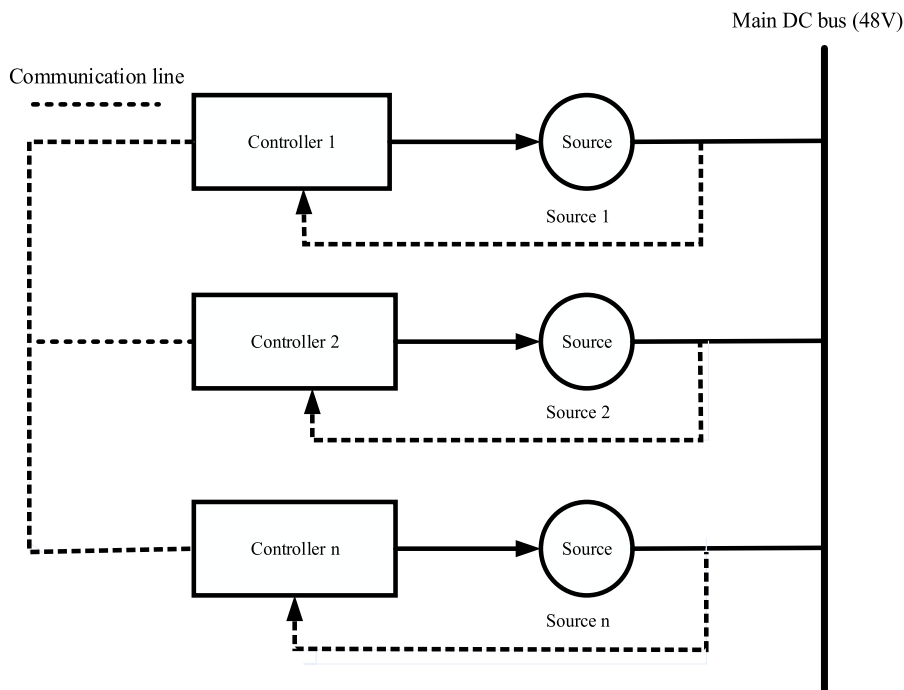 Main DC bus (48V)
Communication line
Controller 1
Source
Source 1
Controller 2
Source
Source 2
Controller n
Source
Source n